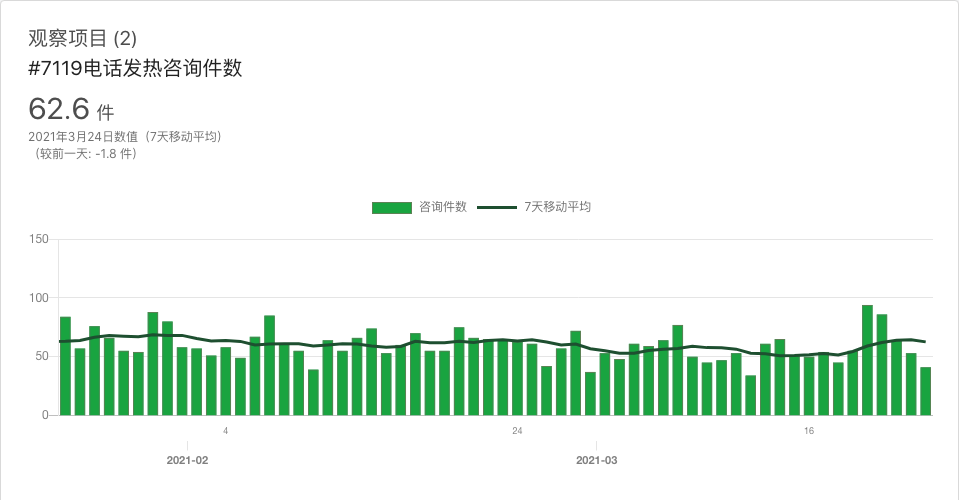 观察项目 (2)
#7119电话发热咨询件数
62.6 件
2021年3月24日数值（7天移动平均）
（较前一天: -1.8 件）
咨询件数 7天移动平均
150
100
50
0
4 24 16
2021-02 2021-03